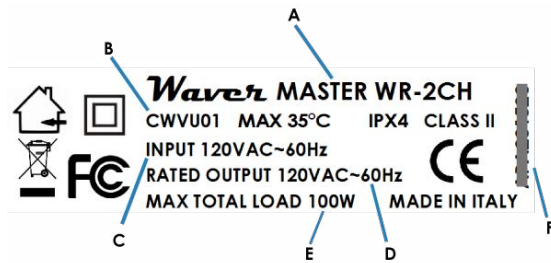 A
B
Waver MASTER WR-2CH
CWVU01 MAX 35°C IPX4 CLASS II
INPUT 120VAC~60Hz
RATED OUTPUT 120VAC~60Hz
MAX TOTAL LOAD 100W MADE IN ITALY
FC CE
C
E
D
F